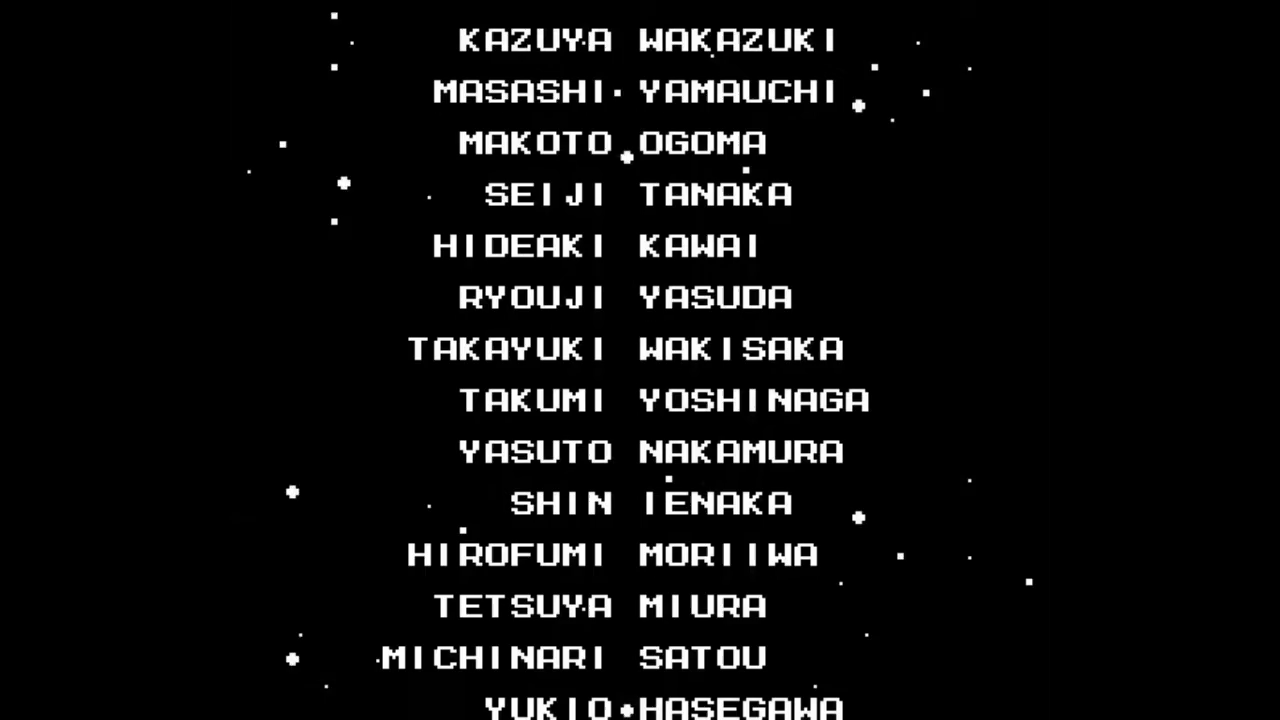 KAZUYA WAKAZUKI
MASASHI YAMAUCHI
MAKOTO OGOMA
SEIJI TANAKA
HIDEAKI KAWAI
RYOUJI YASUDA
TAKAYUKI WAKISAKA
TAKUMI YOSHINAGA
YASUTO NAKAMURA
SHIN IENAKA
HIROFUMI MORIIWA
TETSUYA MIURA
MICHINARI SATOU
YUKIO HASEGAWA